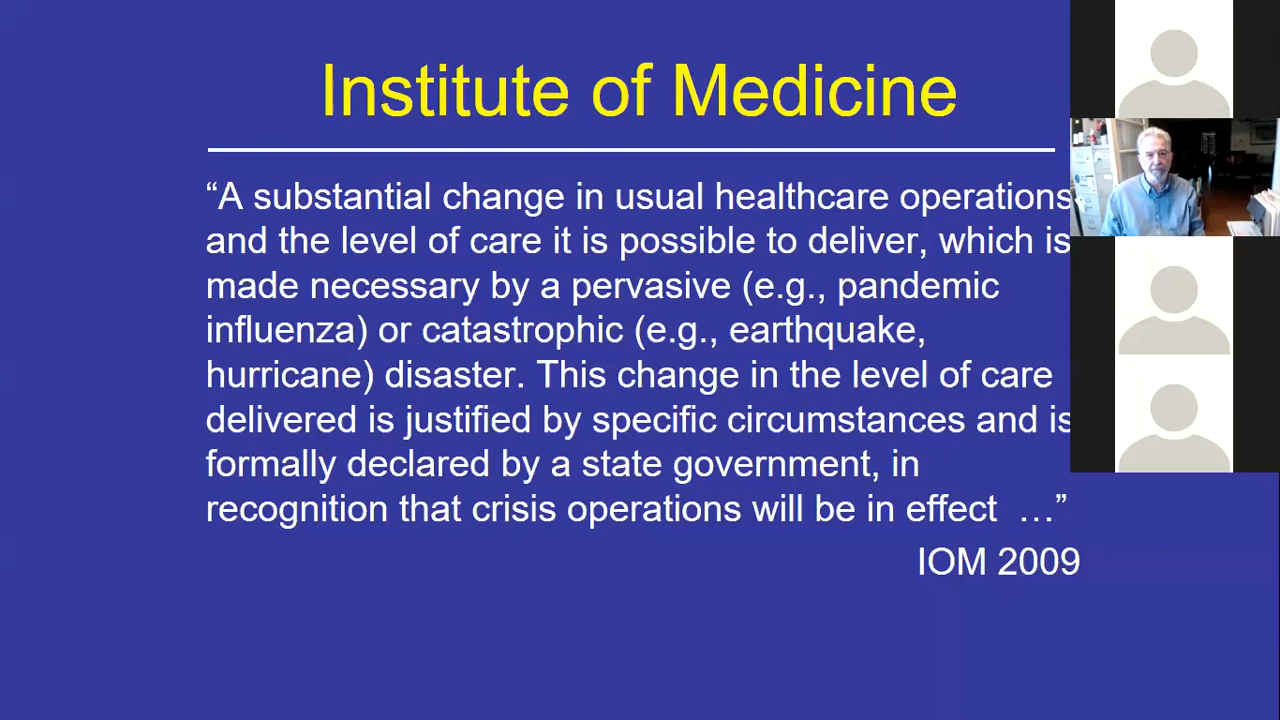 Institute of Medicine
“A substantial change in usual healthcare operations
and the level of care it is possible to deliver, which is
made necessary by a pervasive (e.g., pandemic
influenza) or catastrophic (e.g., earthquake,
hurricane) disaster. This change in the level of care
delivered is justified by specific circumstances and is
formally declared by a state government, in
recognition that crisis operations will be in effect …”
IOM 2009